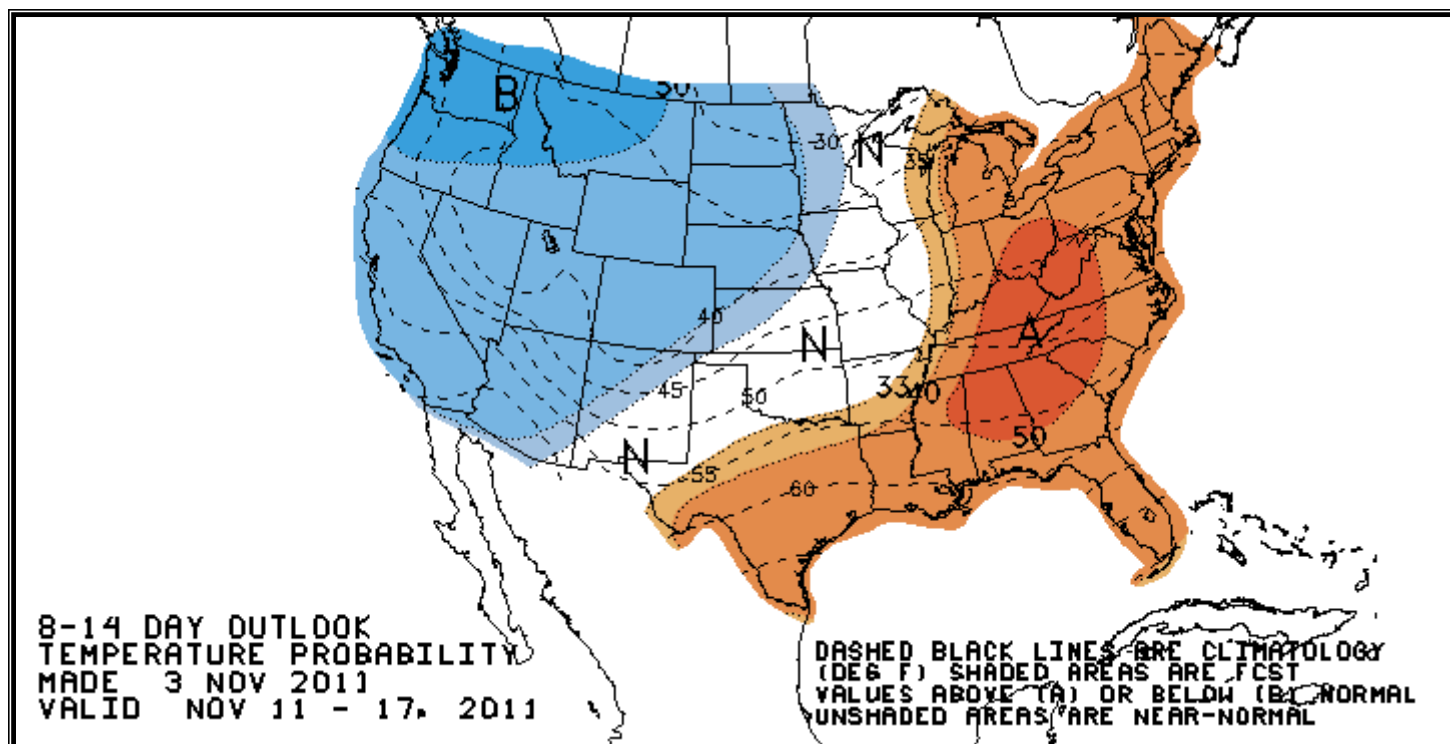 B
50
30
N
35
A
40
N
45
50
33
40
50
N
55
60
8-14 DAY OUTLOOK
TEMPERATURE PROBABILITY
MADE 3 NOV 2011
VALID NOV 11 - 17, 2011
DASHED BLACK LINES ARE CLIMATOLOGY
(DEG F) SHADED AREAS ARE FCST
VALUES ABOVE (A) OR BELOW (B) NORMAL
UNSHADED AREAS ARE NEAR-NORMAL